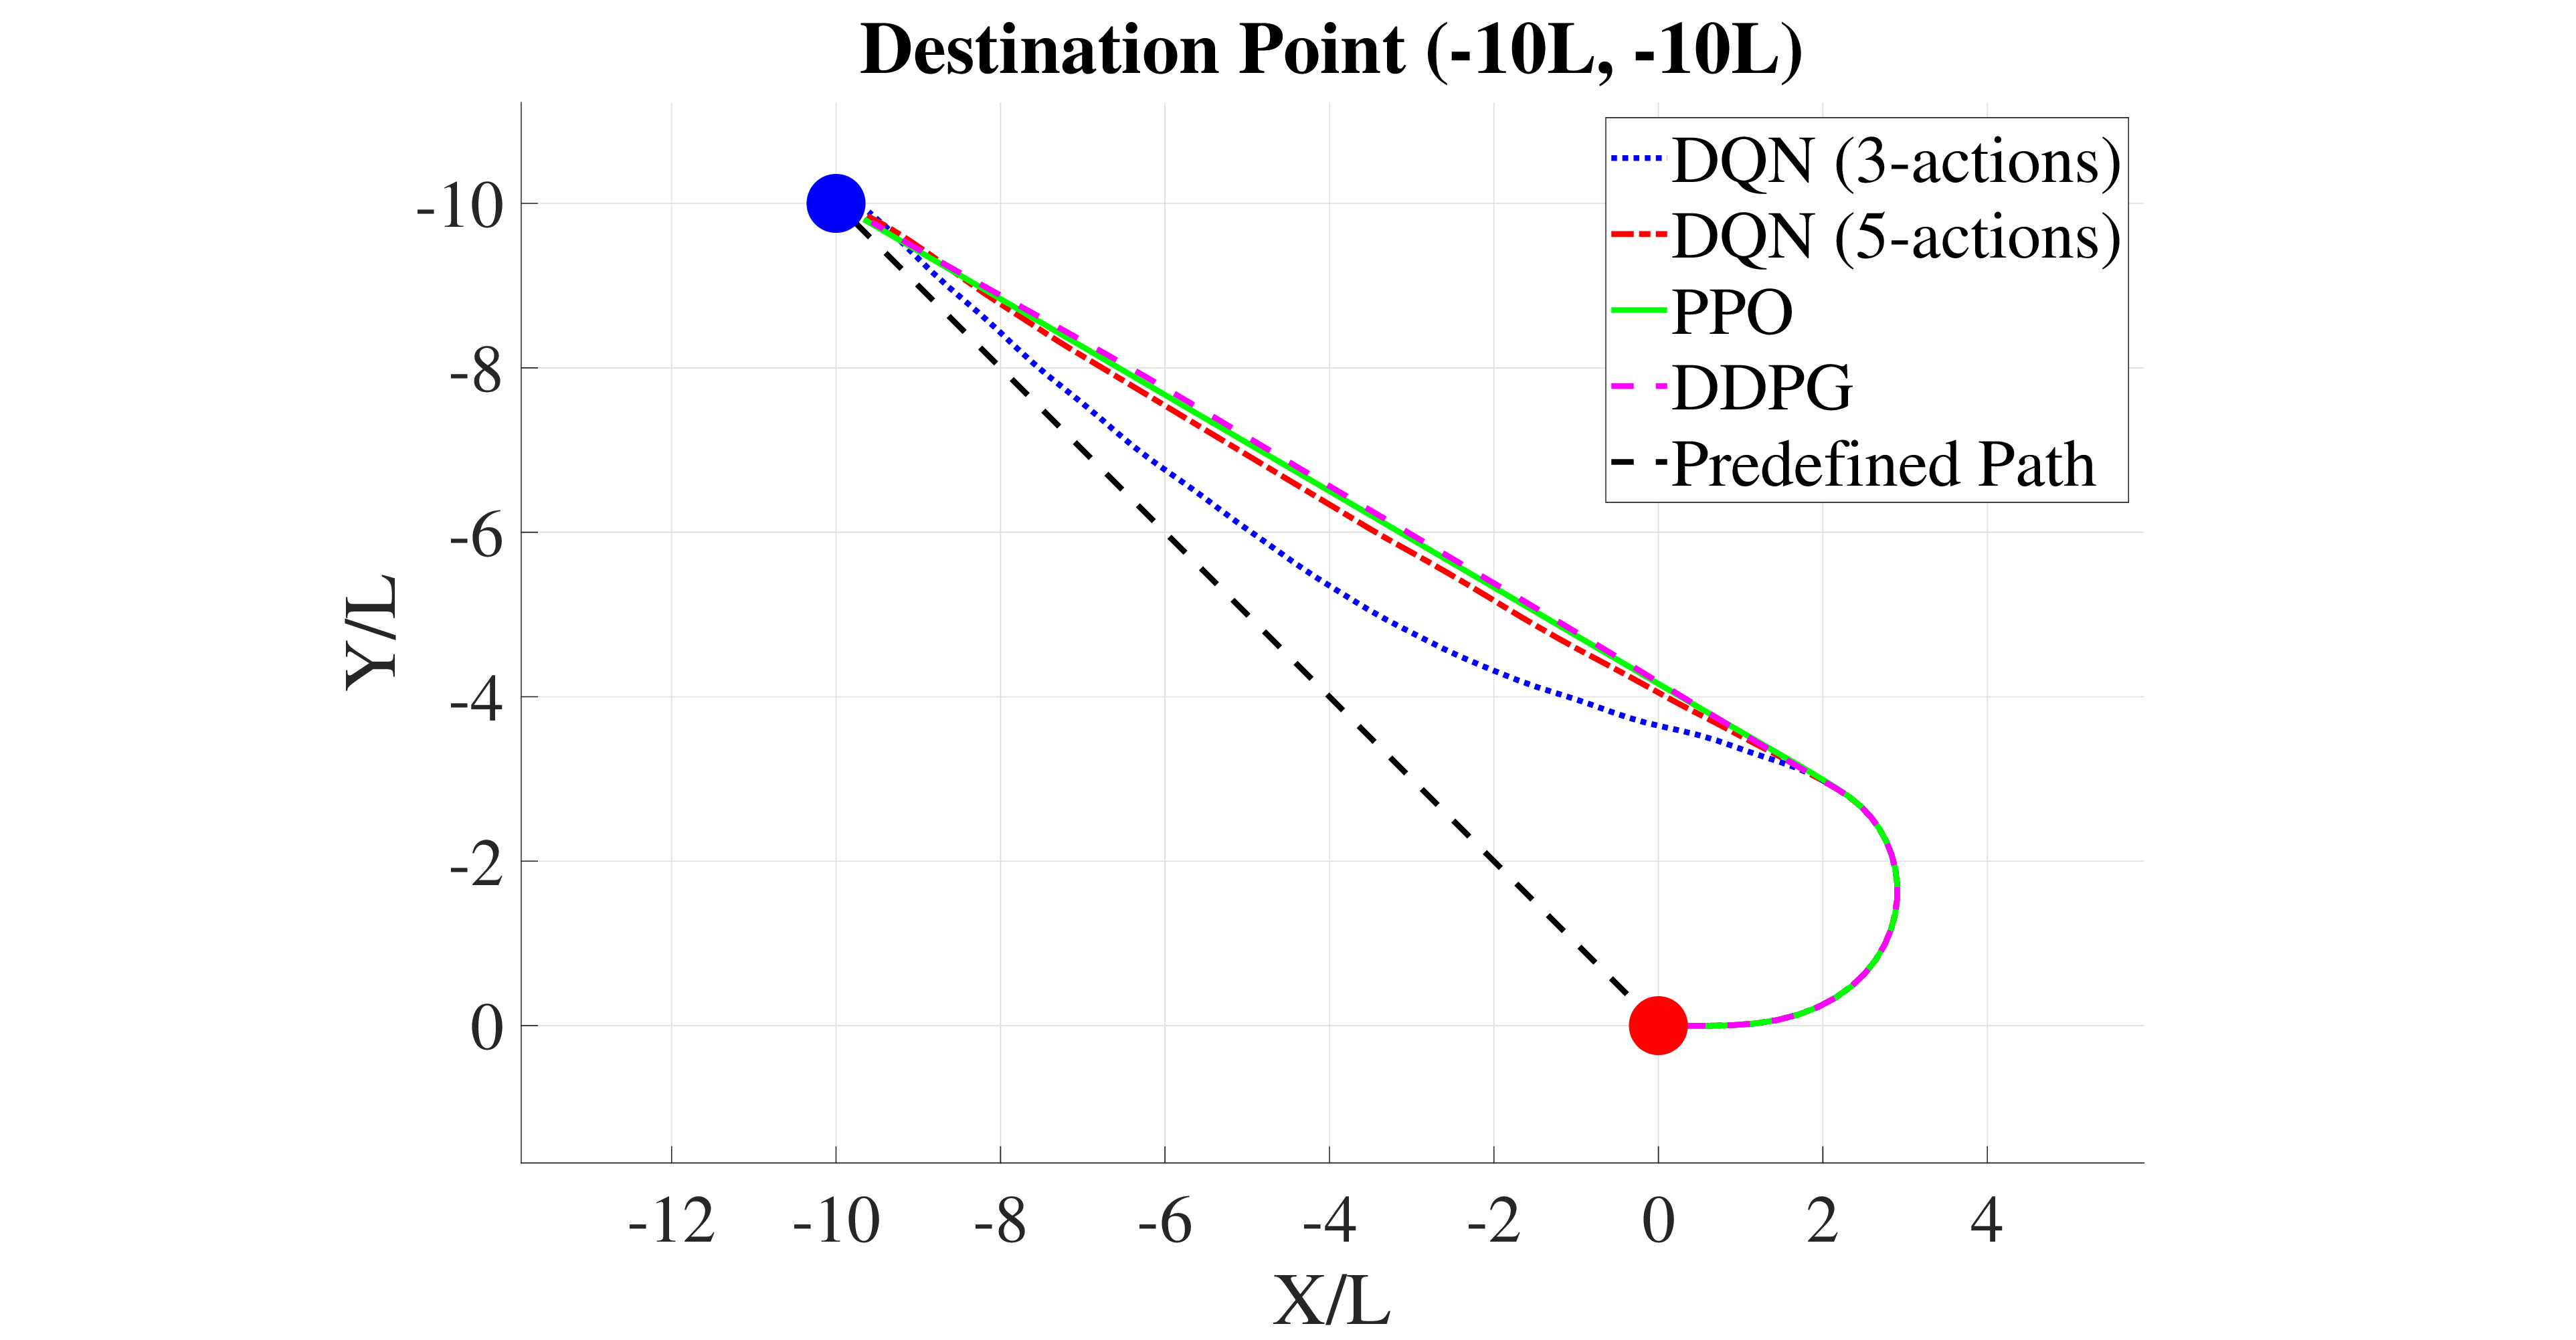 Destination Point (-10L, -10L)
DQN (3-actions)
DQN (5-actions)
PPO
DDPG
Predefined Path
Y/L
-10
-8
-6
-4
-2
0
-12 -10 -8 -6 -4 -2 0 2 4
X/L